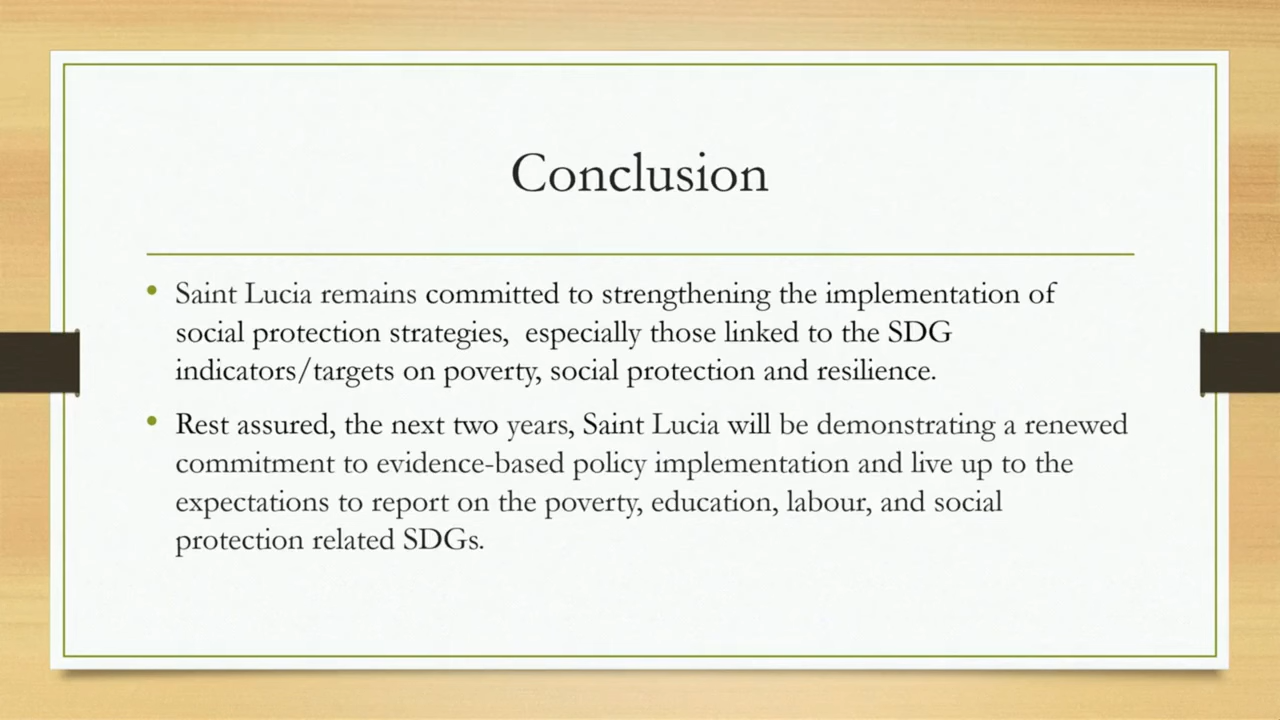 Conclusion
• Saint Lucia remains committed to strengthening the implementation of
social protection strategies,  especially those linked to the SDG
indicators/targets on poverty, social protection and resilience.
• Rest assured, the next two years, Saint Lucia will be demonstrating a renewed
commitment to evidence-based policy implementation and live up to the
expectations to report on the poverty, education, labour, and social
protection related SDGs.